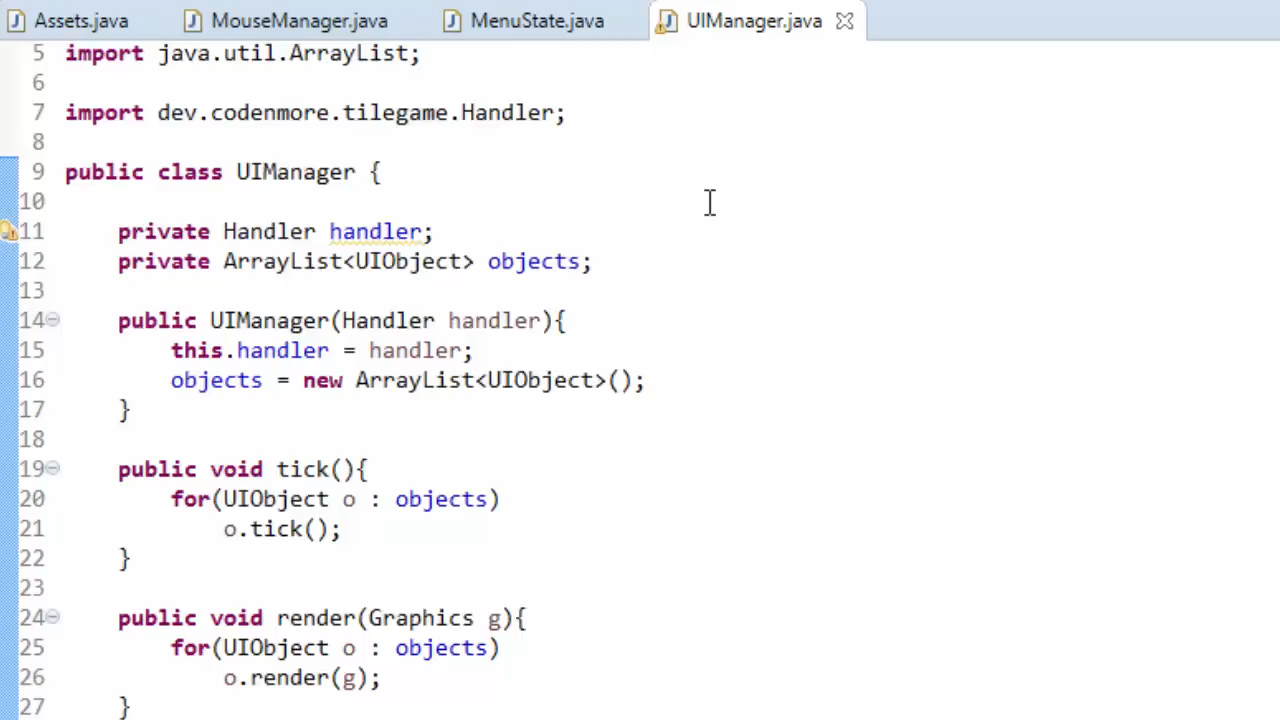 Assets.java MouseManager.java MenuState.java UIManager.java
5 import java.util.ArrayList;
6
7 import dev.codenmore.tilegame.Handler;
8
9 public class UIManager {
10
11 private Handler handler;
12 private ArrayList<UIObject> objects;
13
14 public UIManager(Handler handler){
15 this.handler = handler;
16 objects = new ArrayList<UIObject>();
17 }
18
19 public void tick(){
20 for(UIObject o : objects)
21 o.tick();
22 }
23
24 public void render(Graphics g){
25 for(UIObject o : objects)
26 o.render(g);
27 }